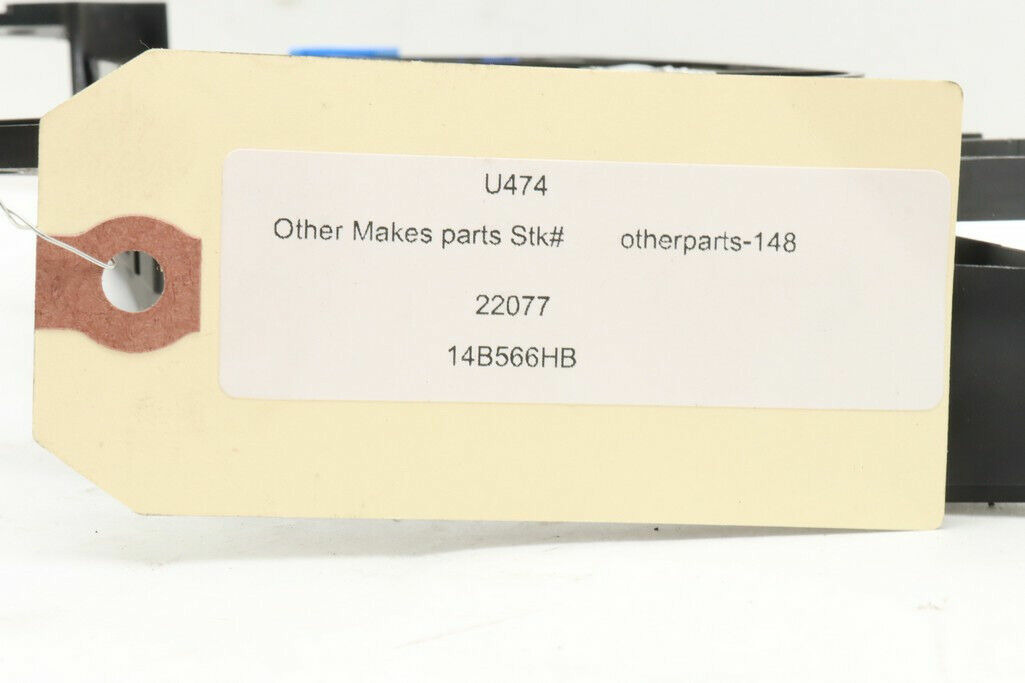 U474
Other Makes parts Stk# otherparts-148
22077
14B566HB